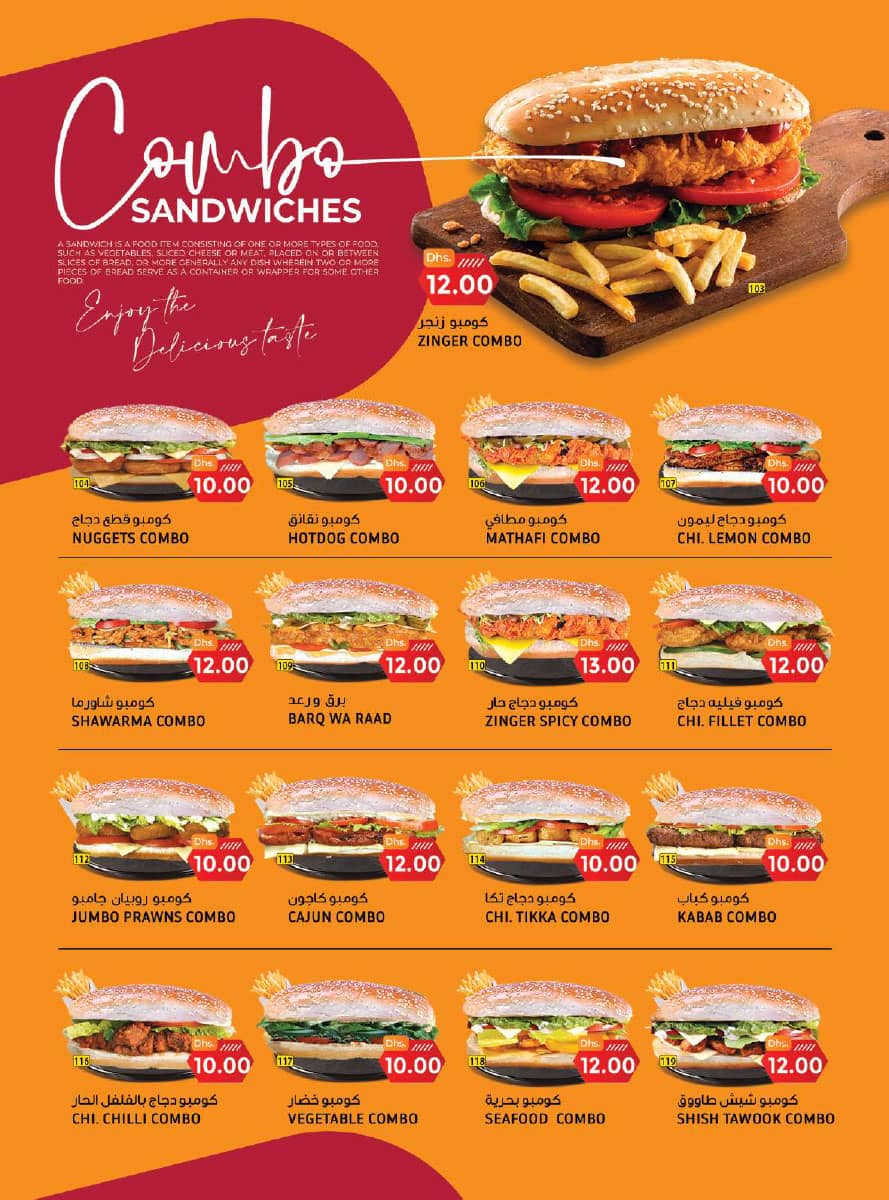 Combo
SANDWICHES
A SANDWICH IS A FOOD ITEM CONSISTING OF ONE OR MORE TYPES OF FOOD,
SUCH AS VEGETABLES, SLICED CHEESE OR MEAT, PLACED ON OR BETWEEN
SLICES OF BREAD, OR MORE GENERALLY ANY DISH WHEREIN TWO OR MORE
PIECES OF BREAD SERVE AS A CONTAINER OR WRAPPER FOR SOME OTHER
FOOD.
Enjoy the
Delicious taste
Dhs.
12.00
103
كومبو زنجر
ZINGER COMBO
104
Dhs.
10.00
كومبو قطع دجاج
NUGGETS COMBO
105
Dhs.
10.00
كومبو نقانق
HOTDOG COMBO
106
Dhs.
12.00
كومبو مطافي
MATHAFI COMBO
107
Dhs.
10.00
كومبو دجاج ليمون
CHI. LEMON COMBO
108
Dhs.
12.00
كومبو شاورما
SHAWARMA COMBO
109
Dhs.
12.00
برق ورعد
BARQ WA RAAD
110
Dhs.
13.00
كومبو دجاج حار
ZINGER SPICY COMBO
111
Dhs.
12.00
كومبو فيليه دجاج
CHI. FILLET COMBO
112
Dhs.
10.00
كومبو روبيان جامبو
JUMBO PRAWNS COMBO
113
Dhs.
12.00
كومبو كاجون
CAJUN COMBO
114
Dhs.
10.00
كومبو دجاج تكا
CHI. TIKKA COMBO
115
Dhs.
10.00
كومبو كباب
KABAB COMBO
116
Dhs.
10.00
كومبو دجاج بالفلفل الحار
CHI. CHILLI COMBO
117
Dhs.
10.00
كومبو خضار
VEGETABLE COMBO
118
Dhs.
12.00
كومبو بحرية
SEAFOOD COMBO
119
Dhs.
12.00
كومبو شيش طاووق
SHISH TAWOOK COMBO